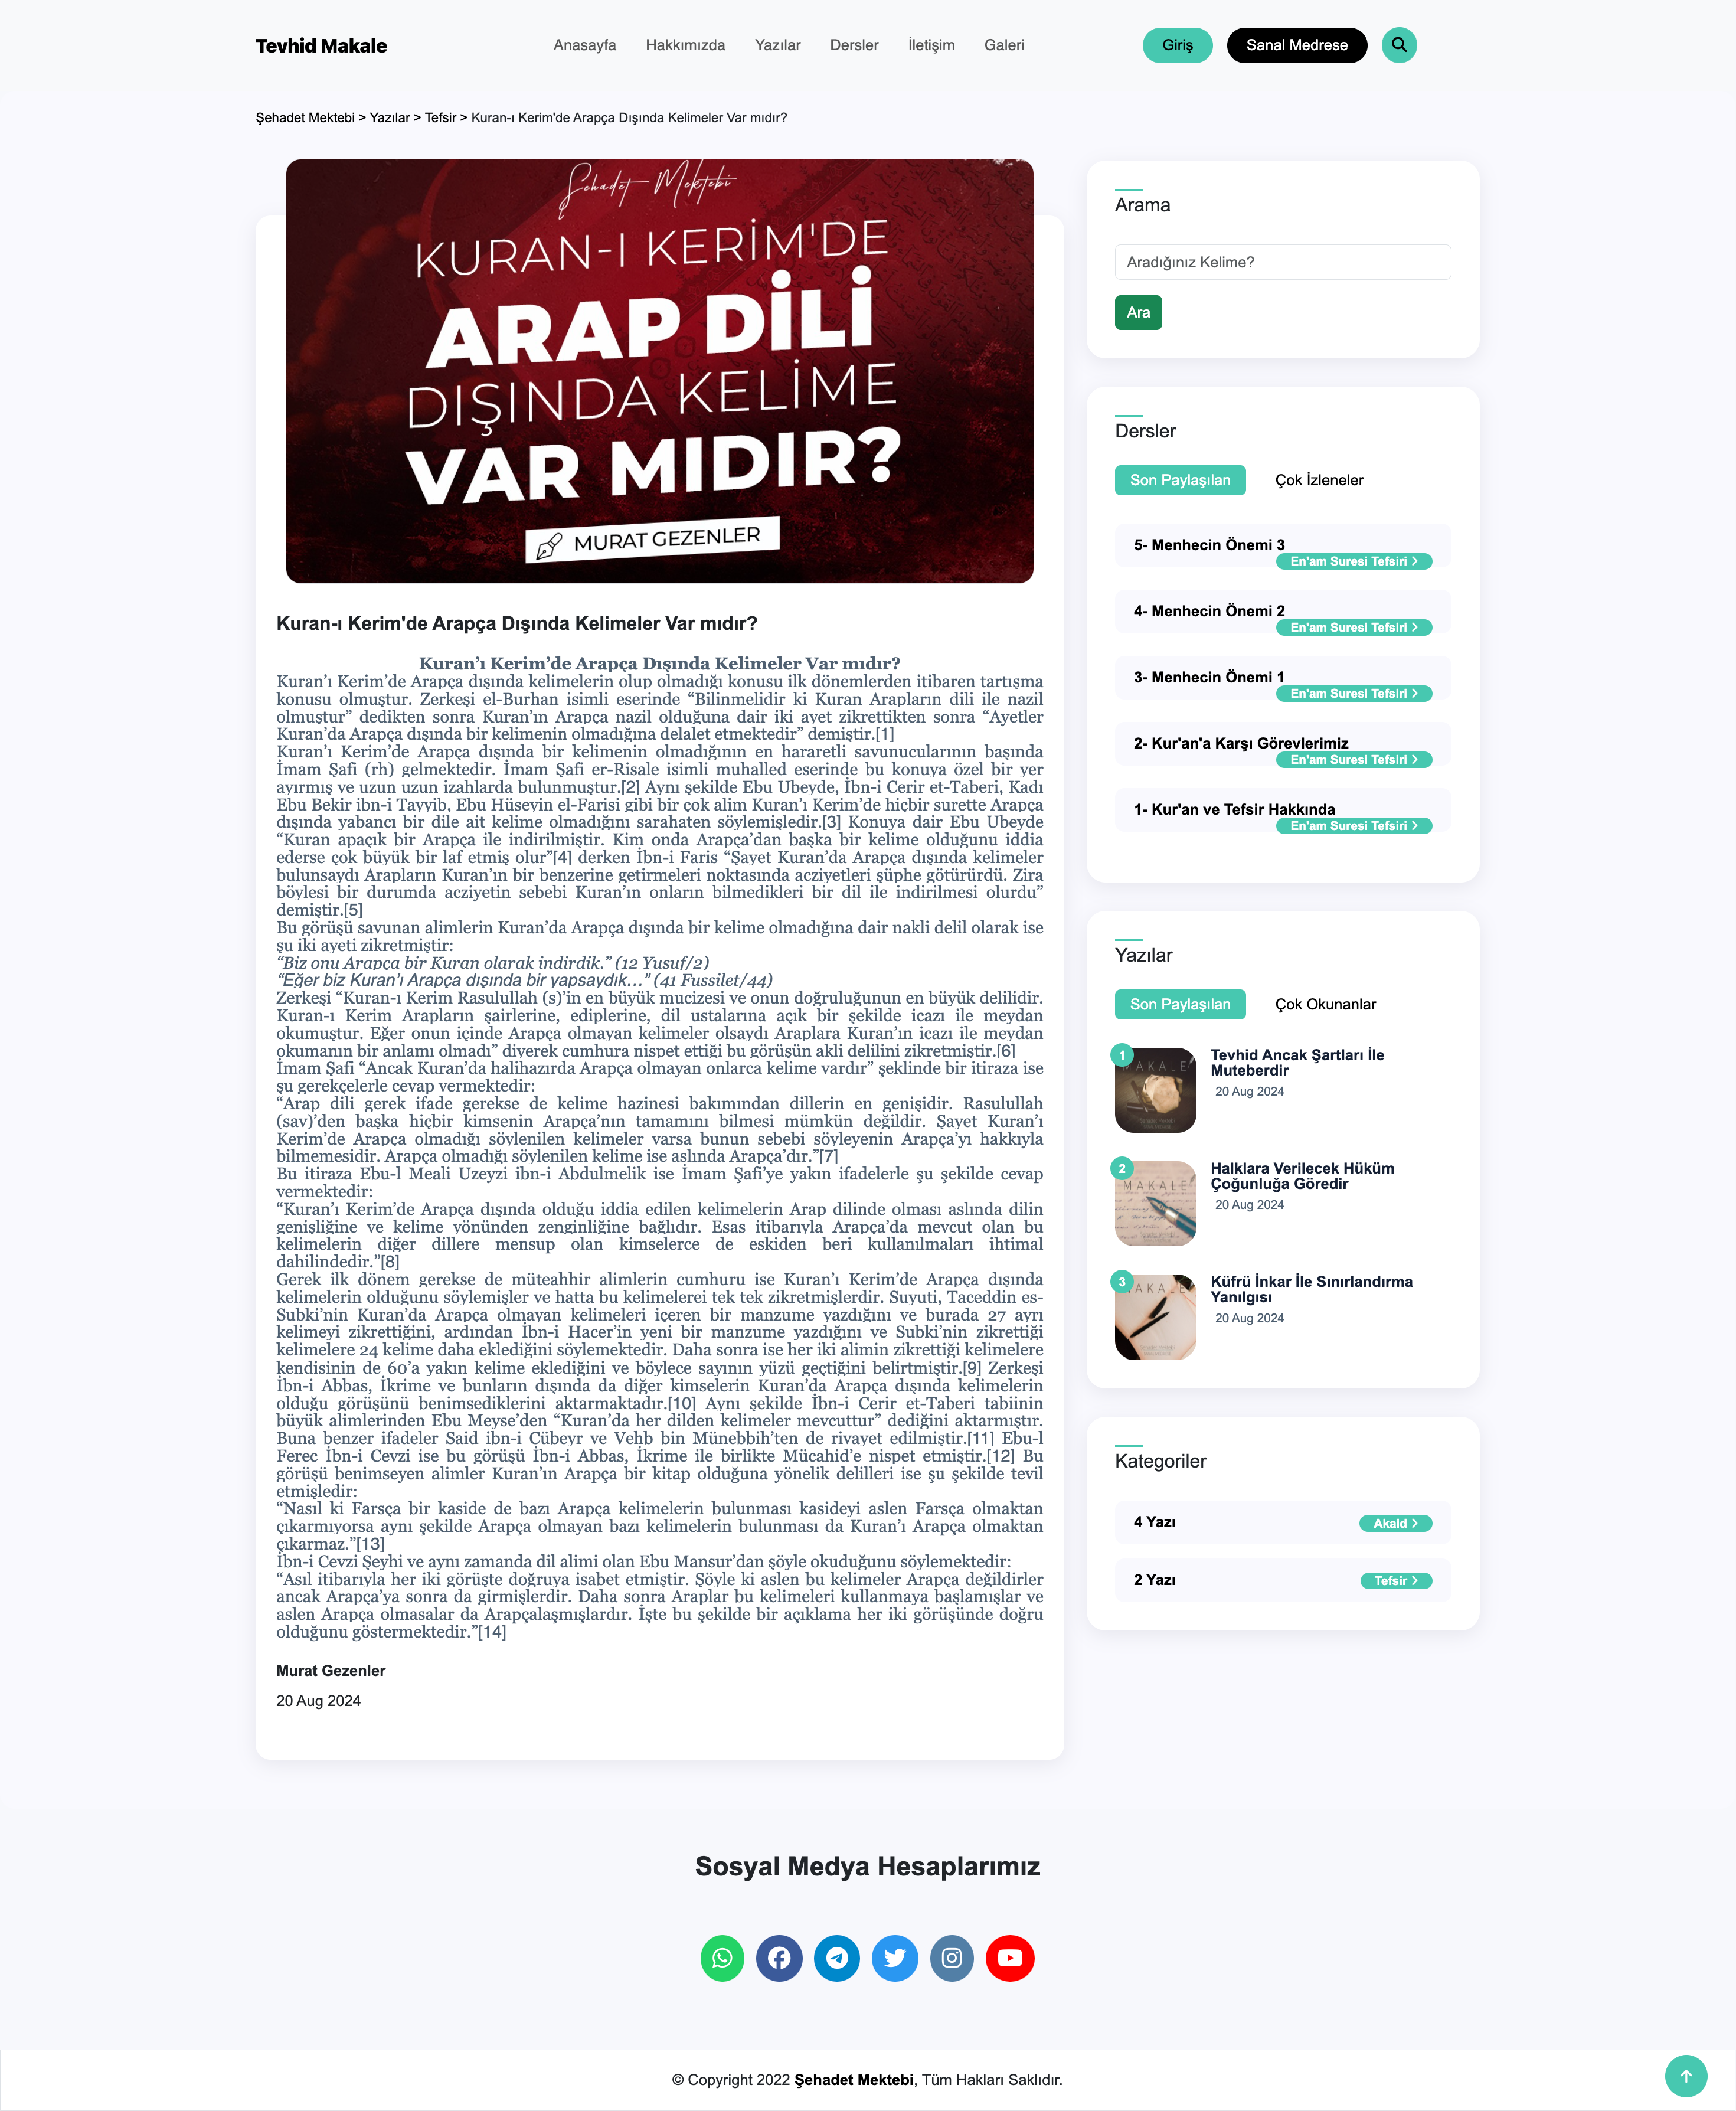 Tevhid Makale
Anasayfa
Hakkımızda
Yazılar
Dersler
İletişim
Galeri
Giriş
Sanal Medrese
Şehadet Mektebi > Yazılar > Tefsir > Kuran-ı Kerim'de Arapça Dışında Kelimeler Var mıdır?
Şehadet Mektebi
KURAN-I KERİM'DE
ARAP DİLİ
DIŞINDA KELİME
VAR MIDIR?
MURAT GEZENLER
Kuran-ı Kerim'de Arapça Dışında Kelimeler Var mıdır?
Kuran’ı Kerim’de Arapça Dışında Kelimeler Var mıdır?
Kuran’ı Kerim’de Arapça dışında kelimelerin olup olmadığı konusu ilk dönemlerden itibaren tartışma
konusu olmuştur. Zerkeşi el-Burhan isimli eserinde “Bilinmelidir ki Kuran Arapların dili ile nazil
olmuştur” dedikten sonra Kuran’ın Arapça nazil olduğuna dair iki ayet zikrettikten sonra “Ayetler
Kuran’da Arapça dışında bir kelimenin olmadığına delalet etmektedir” demiştir.[1]
Kuran’ı Kerim’de Arapça dışında bir kelimenin olmadığının en hararetli savunucularının başında
İmam Şafi (rh) gelmektedir. İmam Şafi er-Risale isimli muhalled eserinde bu konuya özel bir yer
ayırmış ve uzun uzun izahlarda bulunmuştur.[2] Aynı şekilde Ebu Ubeyde, İbn-i Cerir et-Taberi, Kadı
Ebu Bekir ibn-i Tayyib, Ebu Hüseyin el-Farisi gibi bir çok alim Kuran’ı Kerim’de hiçbir surette Arapça
dışında yabancı bir dile ait kelime olmadığını sarahaten söylemişledir.[3] Konuya dair Ebu Ubeyde
“Kuran apaçık bir Arapça ile indirilmiştir. Kim onda Arapça’dan başka bir kelime olduğunu iddia
ederse çok büyük bir laf etmiş olur”[4] derken İbn-i Faris “Şayet Kuran’da Arapça dışında kelimeler
bulunsaydı Arapların Kuran’ın bir benzerine getirmeleri noktasında acziyetleri şüphe götürürdü. Zira
böylesi bir durumda acziyetin sebebi Kuran’ın onların bilmedikleri bir dil ile indirilmesi olurdu”
demiştir.[5]
Bu görüşü savunan alimlerin Kuran’da Arapça dışında bir kelime olmadığına dair nakli delil olarak ise
şu iki ayeti zikretmiştir:
“Biz onu Arapça bir Kuran olarak indirdik.” (12 Yusuf/2)
“Eğer biz Kuran’ı Arapça dışında bir yapsaydık…” (41 Fussilet/44)
Zerkeşi “Kuran-ı Kerim Rasulullah (s)’in en büyük mucizesi ve onun doğruluğunun en büyük delilidir.
Kuran-ı Kerim Arapların şairlerine, ediplerine, dil ustalarına açık bir şekilde icazı ile meydan
okumuştur. Eğer onun içinde Arapça olmayan kelimeler olsaydı Araplara Kuran’ın icazı ile meydan
okumanın bir anlamı olmadı” diyerek cumhura nispet ettiği bu görüşün akli delilini zikretmiştir.[6]
İmam Şafi “Ancak Kuran’da halihazırda Arapça olmayan onlarca kelime vardır” şeklinde bir itiraza ise
şu gerekçelerle cevap vermektedir:
“Arap dili gerek ifade gerekse de kelime hazinesi bakımından dillerin en genişidir. Rasulullah
(sav)’den başka hiçbir kimsenin Arapça’nın tamamını bilmesi mümkün değildir. Şayet Kuran’ı
Kerim’de Arapça olmadığı söylenilen kelimeler varsa bunun sebebi söyleyenin Arapça’yı hakkıyla
bilmemesidir. Arapça olmadığı söylenilen kelime ise aslında Arapça’dır.”[7]
Bu itiraza Ebu-l Meali Uzeyzi ibn-i Abdulmelik ise İmam Şafi’ye yakın ifadelerle şu şekilde cevap
vermektedir:
“Kuran’ı Kerim’de Arapça dışında olduğu iddia edilen kelimelerin Arap dilinde olması aslında dilin
genişliğine ve kelime yönünden zenginliğine bağlıdır. Esas itibarıyla Arapça’da mevcut olan bu
kelimelerin diğer dillere mensup olan kimselerce de eskiden beri kullanılmaları ihtimal
dahilindedir.”[8]
Gerek ilk dönem gerekse de müteahhir alimlerin cumhuru ise Kuran’ı Kerim’de Arapça dışında
kelimelerin olduğunu söylemişler ve hatta bu kelimelerei tek tek zikretmişlerdir. Suyuti, Taceddin es-
Subki’nin Kuran’da Arapça olmayan kelimeleri içeren bir manzume yazdığını ve burada 27 ayrı
kelimeyi zikrettiğini, ardından İbn-i Hacer’in yeni bir manzume yazdığını ve Subki’nin zikrettiği
kelimelere 24 kelime daha eklediğini söylemektedir. Daha sonra ise her iki alimin zikrettiği kelimelere
kendisinin de 60’a yakın kelime eklediğini ve böylece sayının yüzü geçtiğini belirtmiştir.[9] Zerkeşi
İbn-i Abbas, İkrime ve bunların dışında da diğer kimselerin Kuran’da Arapça dışında kelimelerin
olduğu görüşünü benimsediklerini aktarmaktadır.[10] Aynı şekilde İbn-i Cerir et-Taberi tabiinin
büyük alimlerinden Ebu Meyse’den “Kuran’da her dilden kelimeler mevcuttur” dediğini aktarmıştır.
Buna benzer ifadeler Said ibn-i Cübeyr ve Vehb bin Münebbih’ten de rivayet edilmiştir.[11] Ebu-l
Ferec İbn-i Cevzi ise bu görüşü İbn-i Abbas, İkrime ile birlikte Mücahid’e nispet etmiştir.[12] Bu
görüşü benimseyen alimler Kuran’ın Arapça bir kitap olduğuna yönelik delilleri ise şu şekilde tevil
etmişledir:
“Nasıl ki Farsça bir kaside de bazı Arapça kelimelerin bulunması kasideyi aslen Farsça olmaktan
çıkarmıyorsa aynı şekilde Arapça olmayan bazı kelimelerin bulunması da Kuran’ı Arapça olmaktan
çıkarmaz.”[13]
İbn-i Cevzi Şeyhi ve aynı zamanda dil alimi olan Ebu Mansur’dan şöyle okuduğunu söylemektedir:
“Asıl itibarıyla her iki görüşte doğruya isabet etmiştir. Şöyle ki aslen bu kelimeler Arapça değildirler
ancak Arapça’ya sonra da girmişlerdir. Daha sonra Araplar bu kelimeleri kullanmaya başlamışlar ve
aslen Arapça olmasalar da Arapçalaşmışlardır. İşte bu şekilde bir açıklama her iki görüşünde doğru
olduğunu göstermektedir.”[14]
Murat Gezenler
20 Aug 2024
Arama
Aradığınız Kelime?
Ara
Dersler
Son Paylaşılan
Çok İzleneler
5- Menhecin Önemi 3
En'am Suresi Tefsiri
4- Menhecin Önemi 2
En'am Suresi Tefsiri
3- Menhecin Önemi 1
En'am Suresi Tefsiri
2- Kur'an'a Karşı Görevlerimiz
En'am Suresi Tefsiri
1- Kur'an ve Tefsir Hakkında
En'am Suresi Tefsiri
Yazılar
Son Paylaşılan
Çok Okunanlar
1
MAKALE
Tevhid Ancak Şartları İle
Muteberdir
20 Aug 2024
2
MAKALE
Halklara Verilecek Hüküm
Çoğunluğa Göredir
20 Aug 2024
3
MAKALE
Küfrü İnkar İle Sınırlandırma
Yanılgısı
20 Aug 2024
Kategoriler
4 Yazı
Akaid
2 Yazı
Tefsir
Sosyal Medya Hesaplarımız
© Copyright 2022 Şehadet Mektebi, Tüm Hakları Saklıdır.